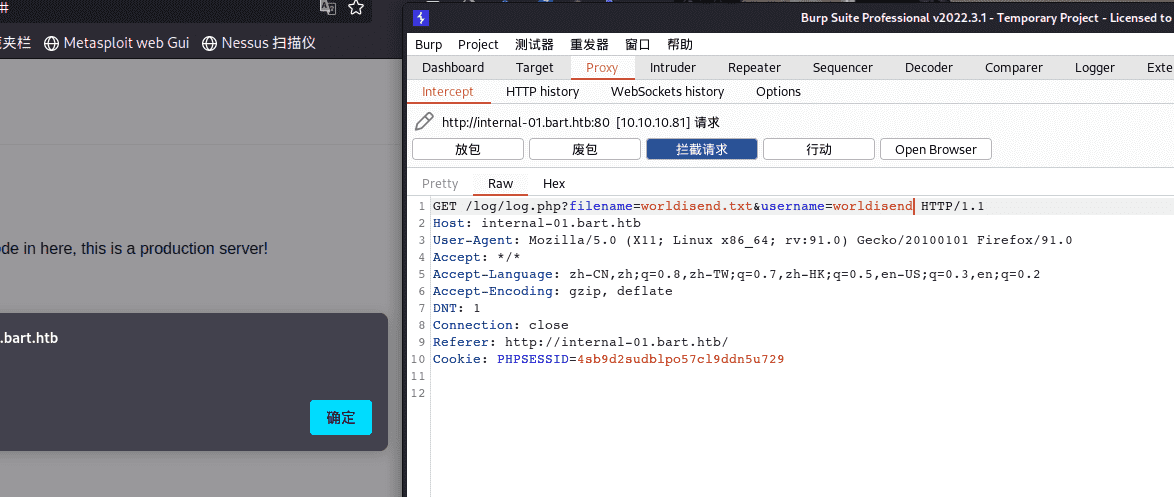 #
夹栏 Metasploit web Gui Nessus 扫描仪
de in here, this is a production server!
.bart.htb
确定
Burp Suite Professional v2022.3.1 - Temporary Project - Licensed to
Burp Project 测试器 重发器 窗口 帮助
Dashboard Target Proxy Intruder Repeater Sequencer Decoder Comparer Logger Exte
Intercept HTTP history WebSockets history Options
http://internal-01.bart.htb:80 [10.10.10.81] 请求
放包 废包 拦截请求 行动 Open Browser
Pretty Raw Hex
1 GET /log/log.php?filename=worldisend.txt&username=worldisend HTTP/1.1
2 Host: internal-01.bart.htb
3 User-Agent: Mozilla/5.0 (X11; Linux x86_64; rv:91.0) Gecko/20100101 Firefox/91.0
4 Accept: */*
5 Accept-Language: zh-CN,zh;q=0.8,zh-TW;q=0.7,zh-HK;q=0.5,en-US;q=0.3,en;q=0.2
6 Accept-Encoding: gzip, deflate
7 DNT: 1
8 Connection: close
9 Referer: http://internal-01.bart.htb/
10 Cookie: PHPSESSID=4sb9d2sudblpo57cl9ddn5u729
11
12